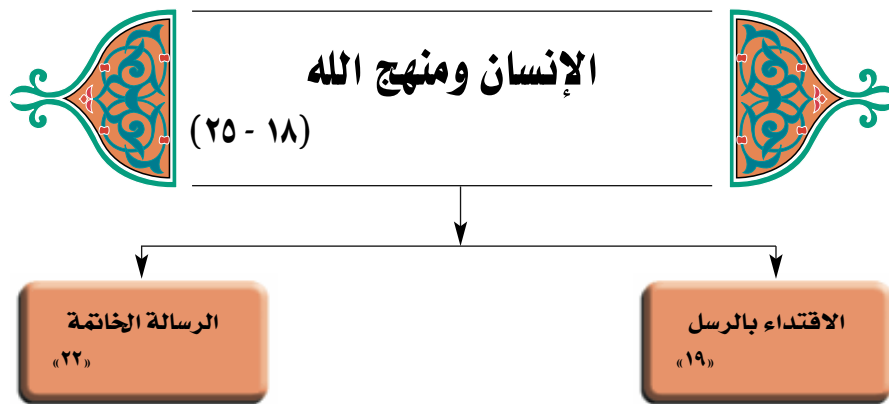 الإنسان ومنهج الله
(١٨ - ٢٥)
الاقتداء بالرسل
«١٩»
الرسالة الخاتمة
«٢٢»